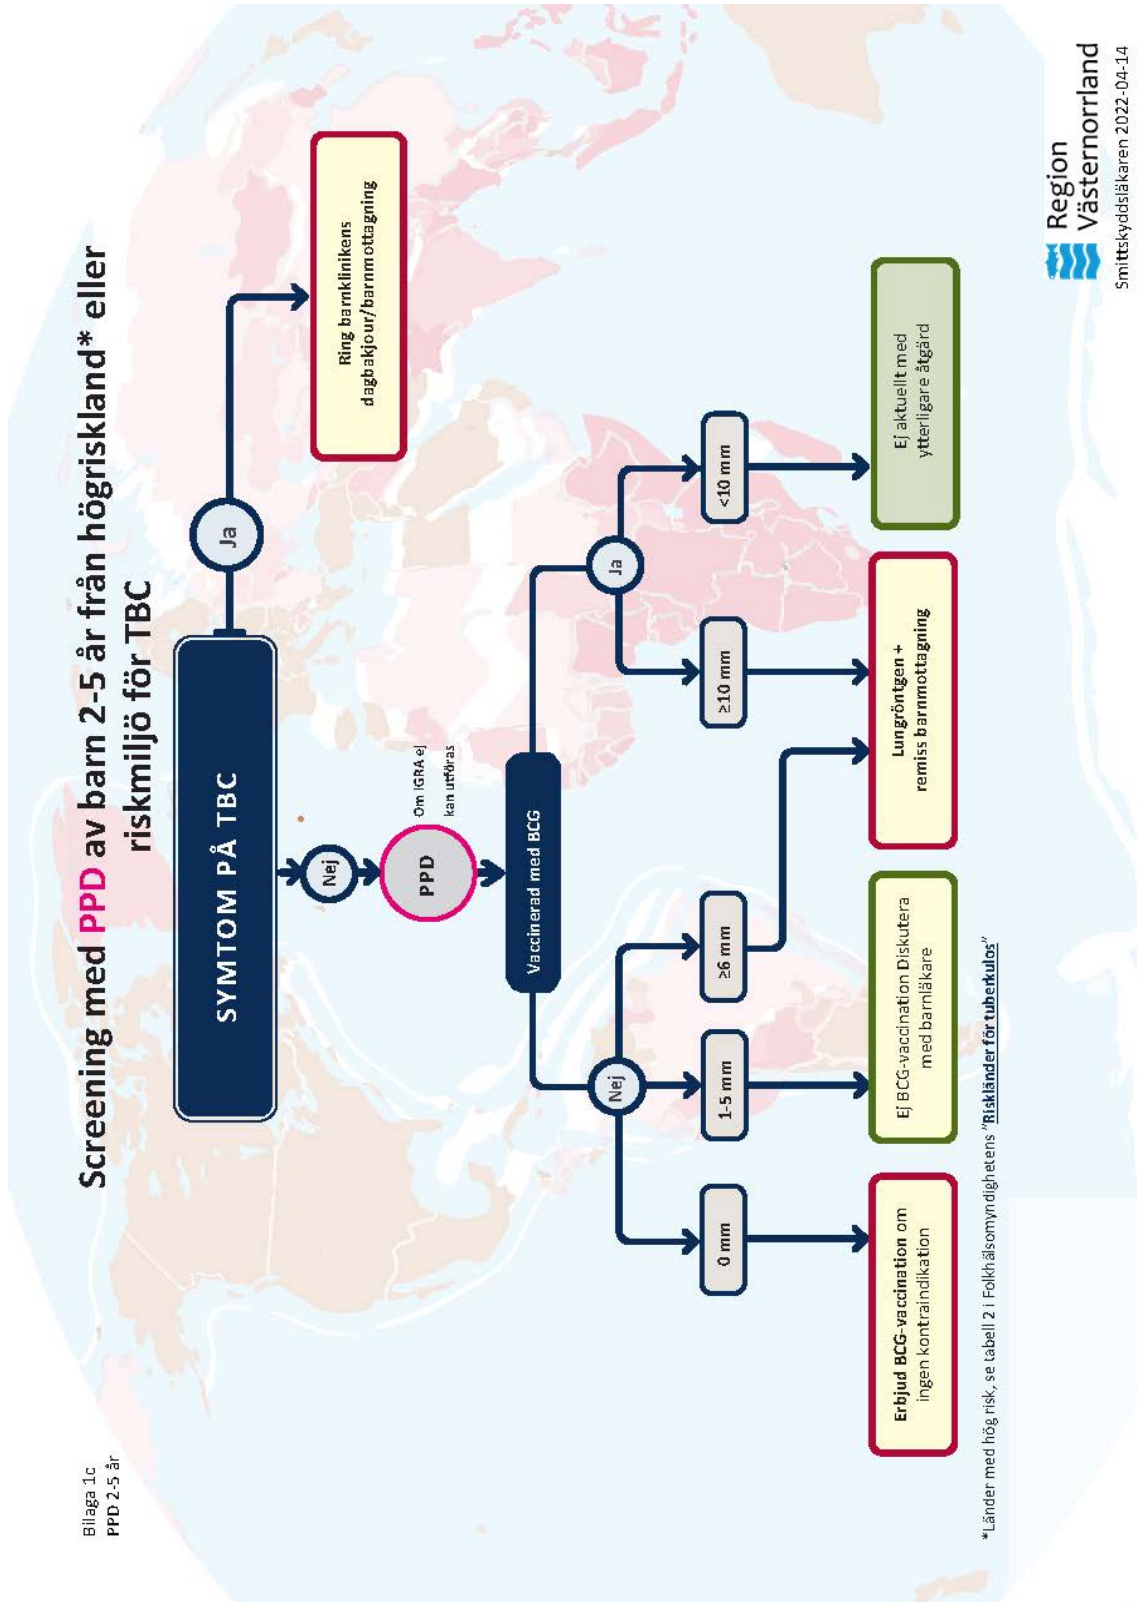 Bilaga 1c
PPD 2-5 år
Screening med PPD av barn 2-5 år från högriskland* eller
riskmiljö för TBC
SYMTOM PÅ TBC
Ja
Ring barnklinikens
dagbakjour/barnmottagning
Nej
PPD
Om IGRA ej
kan utföras
Vaccinerad med BCG
Nej
Ja
0 mm
1-5 mm
≥6 mm
≥10 mm
<10 mm
Erbjud BCG-vaccination om
ingen kontraindikation
Ej BCG-vaccination Diskutera
med barnläkare
Lungröntgen +
remiss barnmottagning
Ej aktuellt med
ytterligare åtgärd
*Länder med hög risk, se tabell 2 i Folkhälsomyndighetens "Riskländer för tuberkulos"
Region
Västernorrland
Smittskyddsläkaren 2022-04-14